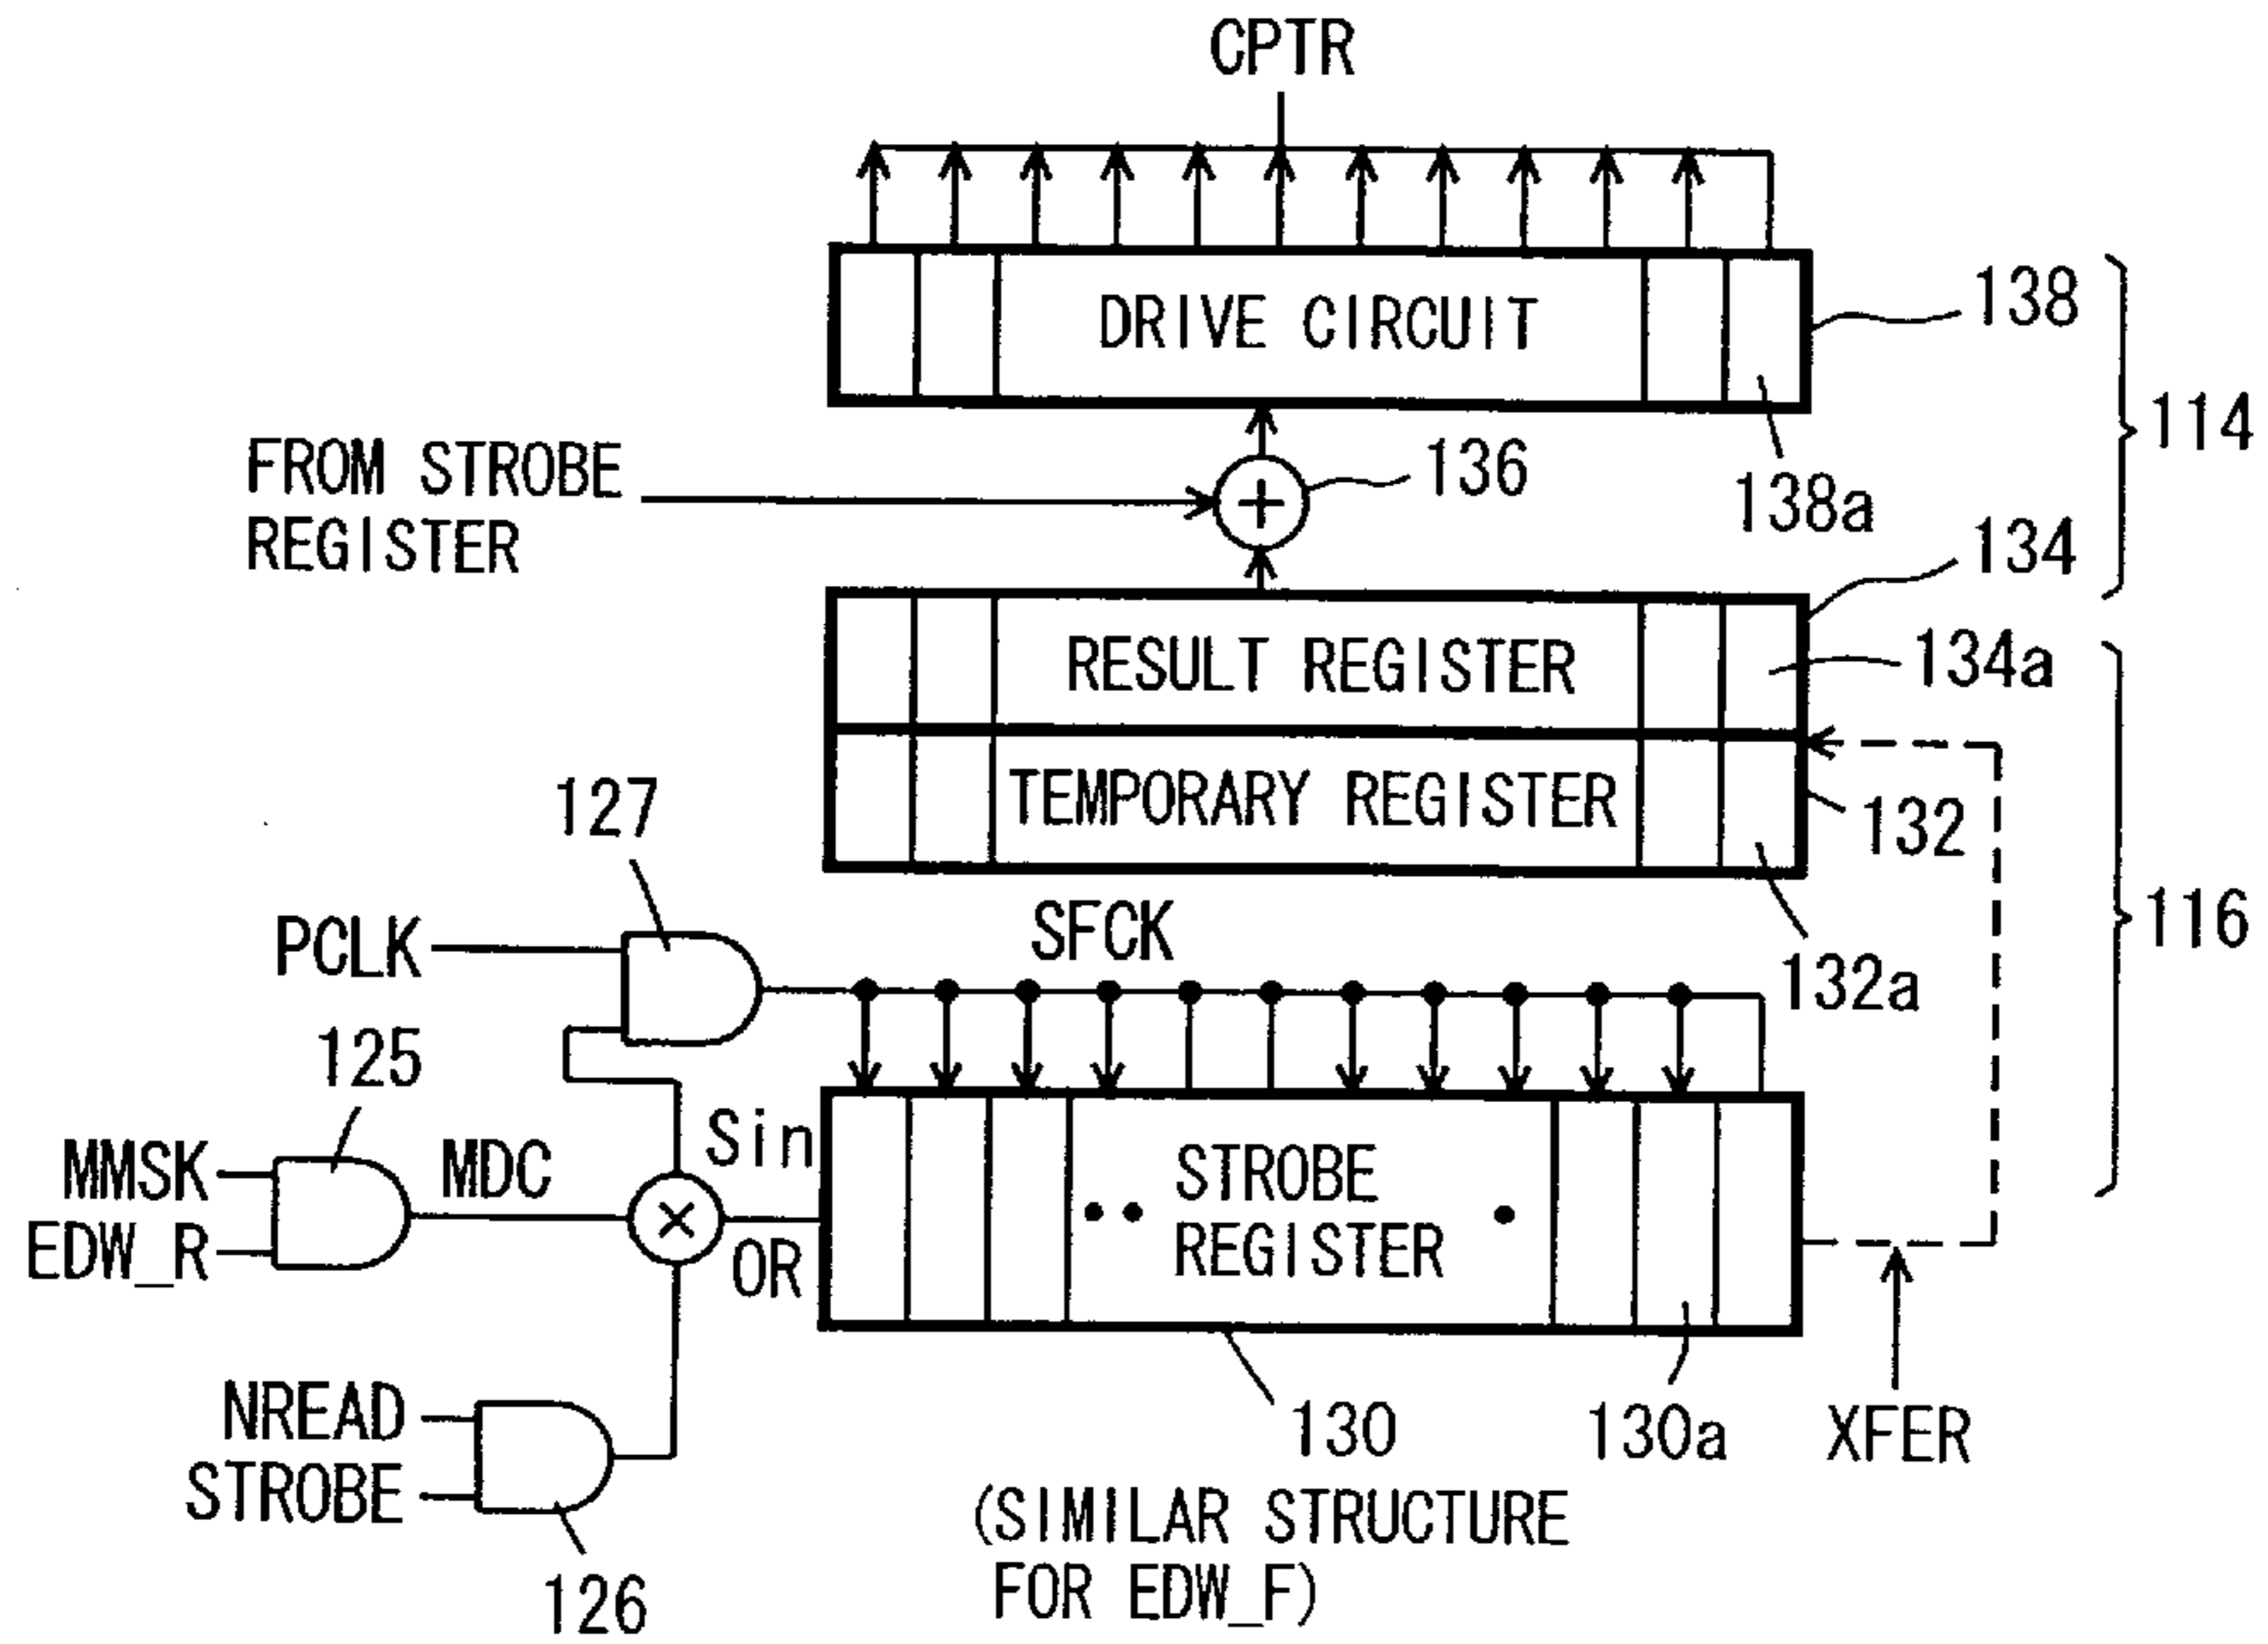 CPTR
DRIVE CIRCUIT
138
114
FROM STROBE
REGISTER
136
138a
134
RESULT REGISTER
134a
TEMPORARY REGISTER
132
127
116
PCLK
SFCK
132a
125
MMSK
EDW_R
MDC
Sin
OR
STROBE
REGISTER
NREAD
STROBE
130
130a
XFER
126
(SIMILAR STRUCTURE
FOR EDW_F)